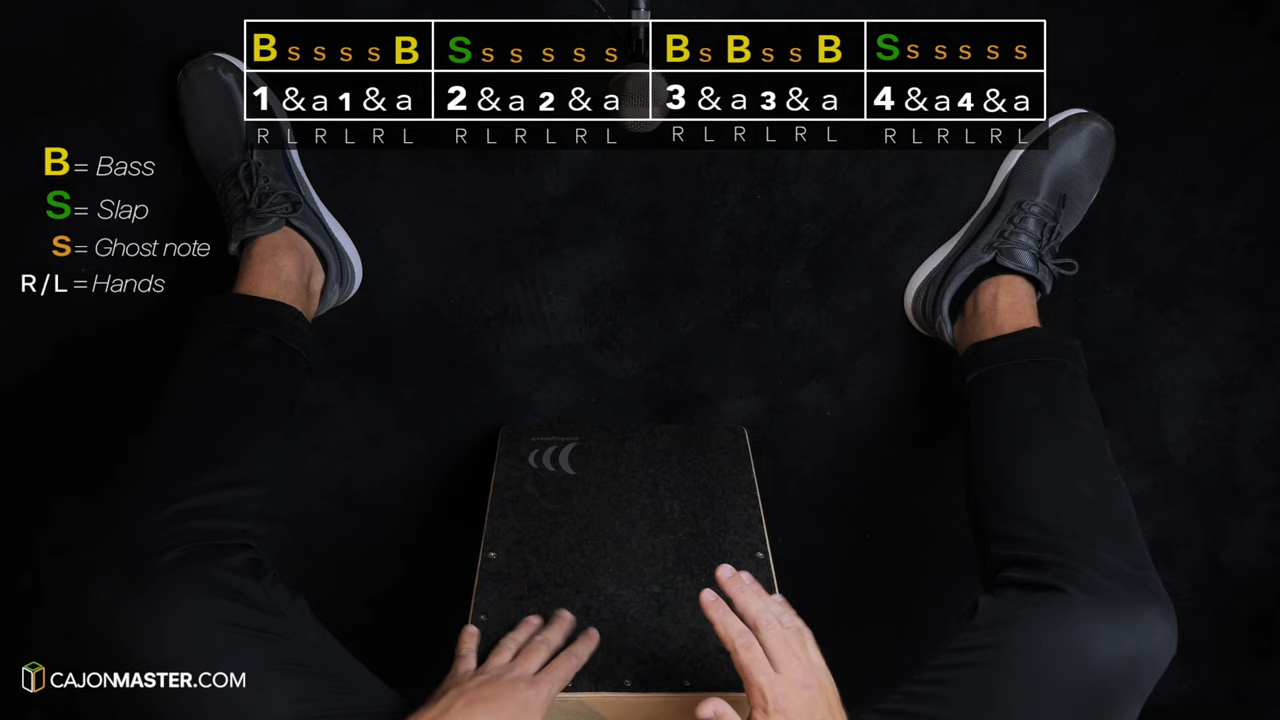 B s s s s B S s s s s s B s B s s B S s s s s s
1 & a 1 & a 2 & a 2 & a 3 & a 3 & a 4 & a 4 & a
R L R L R L R L R L R L R L R L R L R L R L R L
B = Bass
S = Slap
s = Ghost note
R / L = Hands
CAJONMASTER.COM